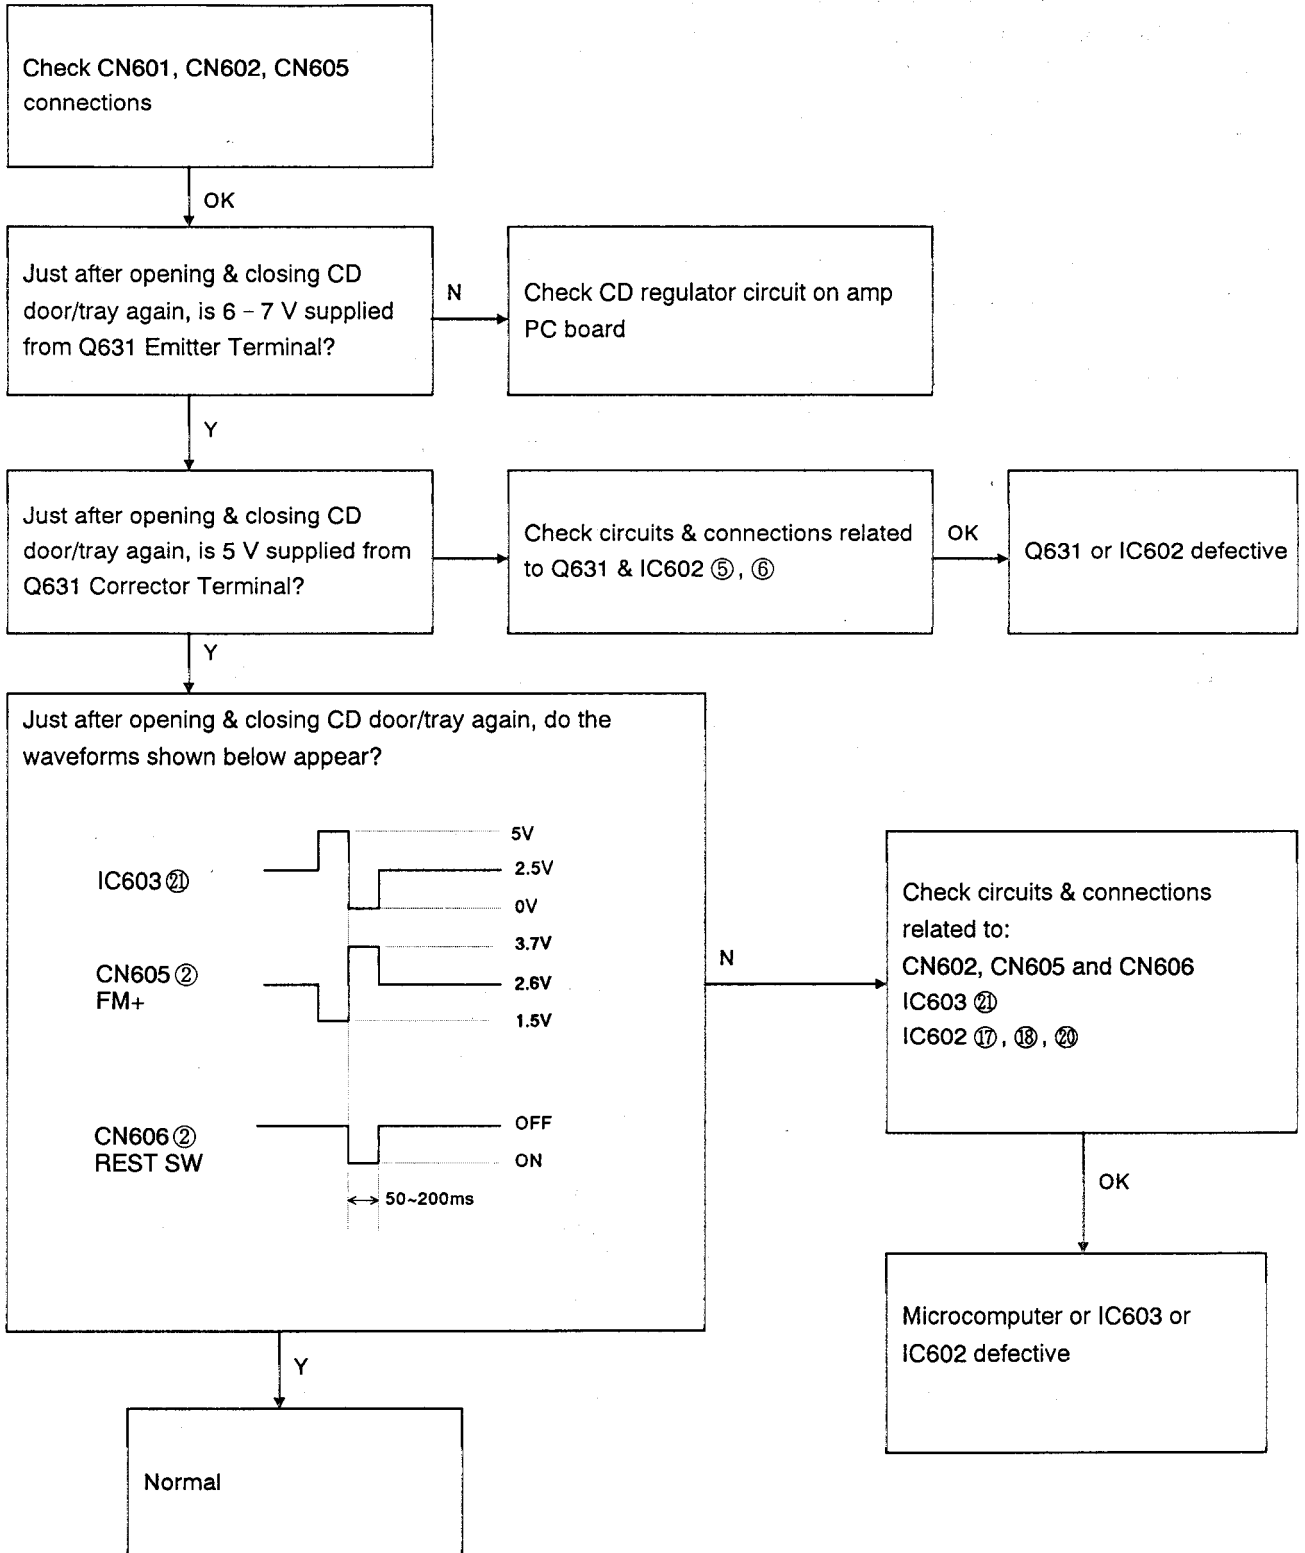 Check CN601, CN602, CN605
connections
OK
Just after opening & closing CD
door/tray again, is 6 – 7 V supplied
from Q631 Emitter Terminal?
N
Check CD regulator circuit on amp
PC board
Y
Just after opening & closing CD
door/tray again, is 5 V supplied from
Q631 Corrector Terminal?
Check circuits & connections related
to Q631 & IC602 ⑤, ⑥
OK
Q631 or IC602 defective
Y
Just after opening & closing CD door/tray again, do the
waveforms shown below appear?
IC603 ㉑
5V
2.5V
0V
CN605 ②
FM+
3.7V
2.6V
1.5V
CN606 ②
REST SW
OFF
ON
50~200ms
N
Check circuits & connections
related to:
CN602, CN605 and CN606
IC603 ㉑
IC602 ⑰, ⑱, ⑳
OK
Microcomputer or IC603 or
IC602 defective
Y
Normal